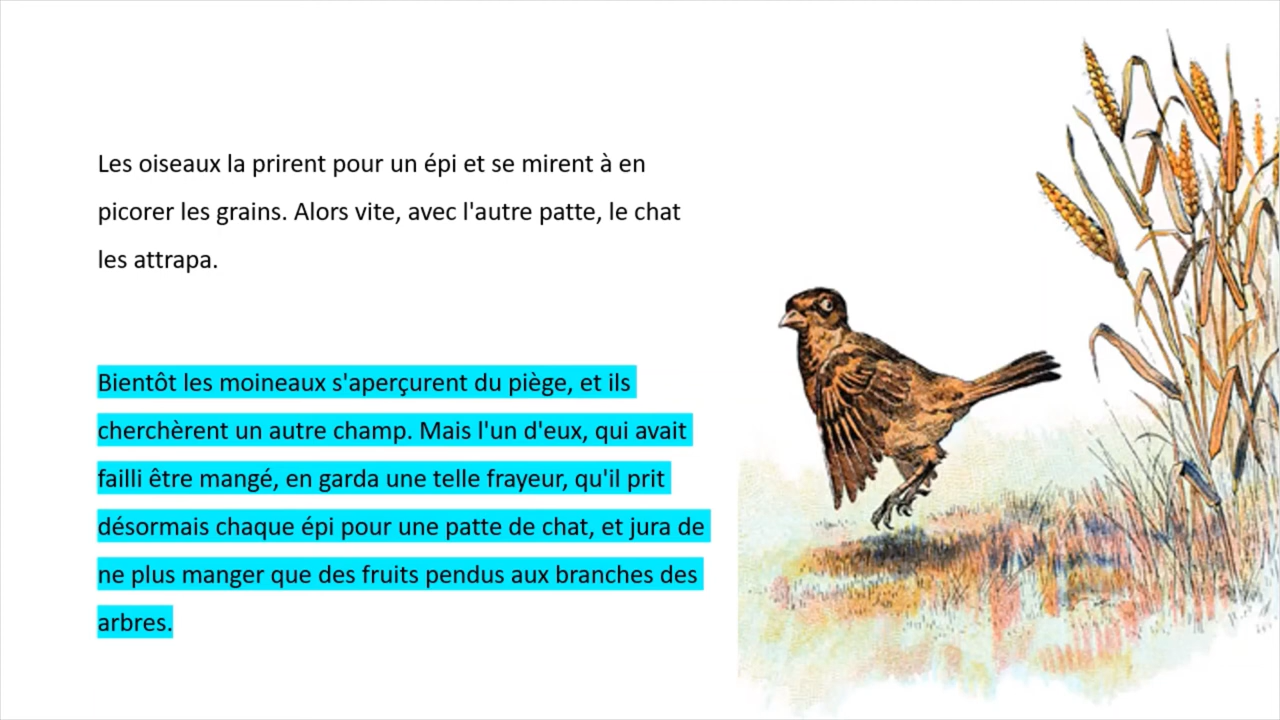 Les oiseaux la prirent pour un épi et se mirent à en
picorer les grains. Alors vite, avec l'autre patte, le chat
les attrapa.
Bientôt les moineaux s'aperçurent du piège, et ils
cherchèrent un autre champ. Mais l'un d'eux, qui avait
failli être mangé, en garda une telle frayeur, qu'il prit
désormais chaque épi pour une patte de chat, et jura de
ne plus manger que des fruits pendus aux branches des
arbres.